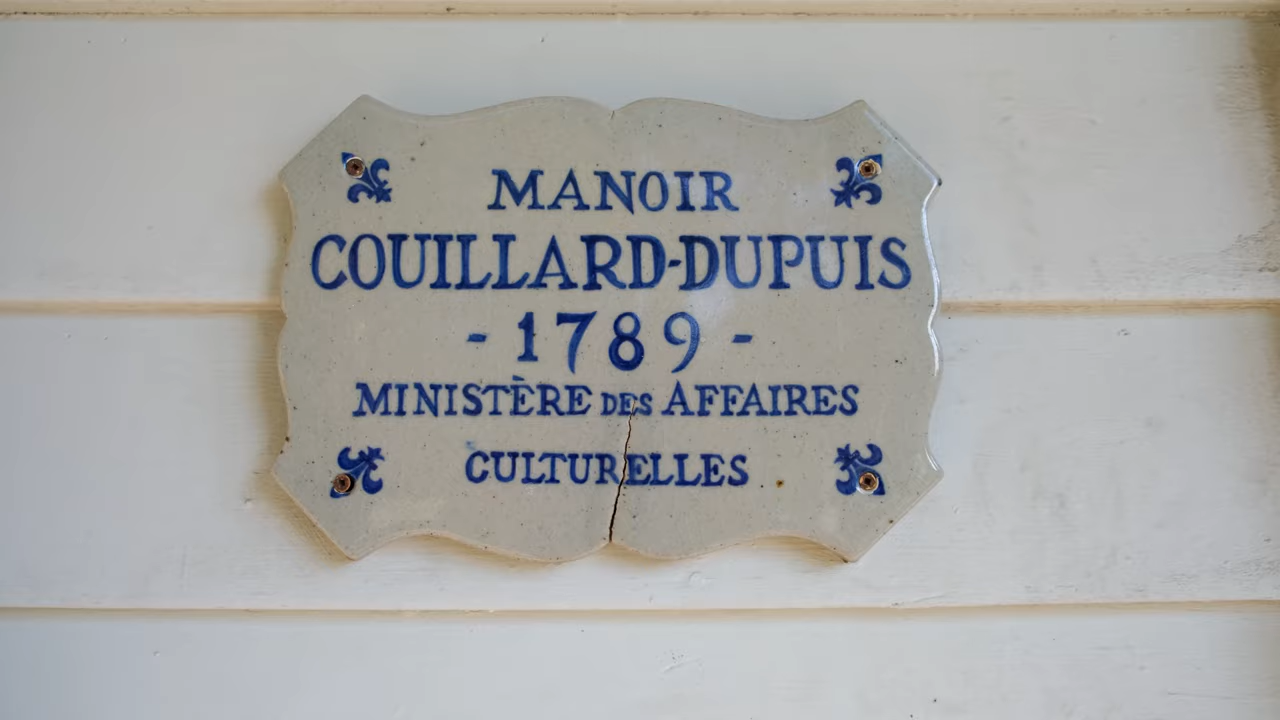 MANOIR
COUILLARD-DUPUIS
- 1789 -
MINISTÈRE DES AFFAIRES
CULTURELLES